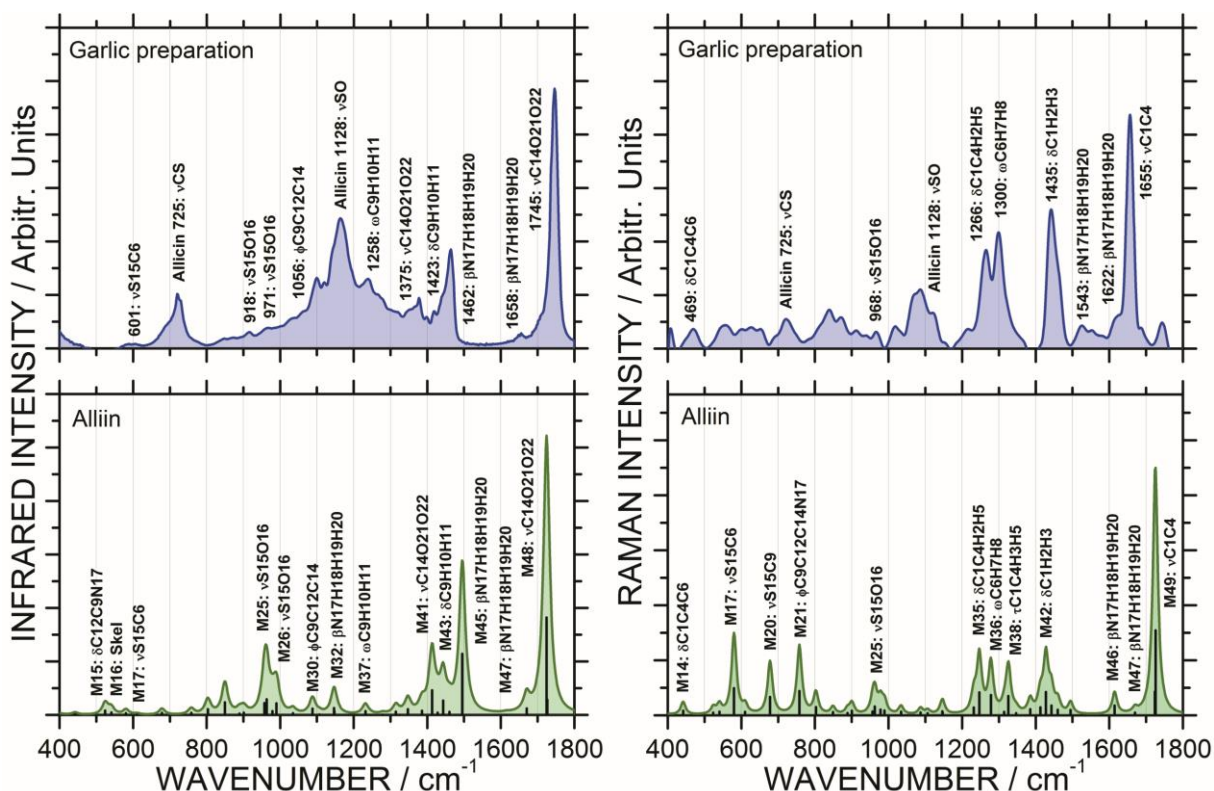 INFRARED INTENSITY / Arbitr. Units
Garlic preparation
601: νS15C6
Allicin 725: νCS
918: νS15O16
971: νS15O16
1056: ϕC9C12C14
Allicin 1128: νSO
1258: ωC9H10H11
1375: νC14O21O22
1423: δC9H10H11
1462: βN17H18H19H20
1658: βN17H18H19H20
1745: νC14O21O22
Alliin
M15: δC12C9N17
M16: Skel
M17: νS15C6
M25: νS15O16
M26: νS15O16
M30: ϕC9C12C14
M32: βN17H18H19H20
M37: ωC9H10H11
M41: νC14O21O22
M43: δC9H10H11
M45: βN17H18H19H20
M47: βN17H18H19H20
M48: νC14O21O22
400 600 800 1000 1200 1400 1600 1800
WAVENUMBER / cm-1
RAMAN INTENSITY / Arbitr. Units
Garlic preparation
469: δC1C4C6
Allicin 725: νCS
968: νS15O16
Allicin 1128: νSO
1266: δC1C4H2H5
1300: ωC6H7H8
1435: δC1H2H3
1543: βN17H18H19H20
1622: βN17H18H19H20
1655: νC1C4
Alliin
M14: δC1C4C6
M17: νS15C6
M20: νS15C9
M21: ϕC9C12C14N17
M25: νS15O16
M35: δC1C4H2H5
M36: ωC6H7H8
M38: τC1C4H3H5
M42: δC1H2H3
M46: βN17H18H19H20
M47: βN17H18H19H20
M49: νC1C4
400 600 800 1000 1200 1400 1600 1800
WAVENUMBER / cm-1